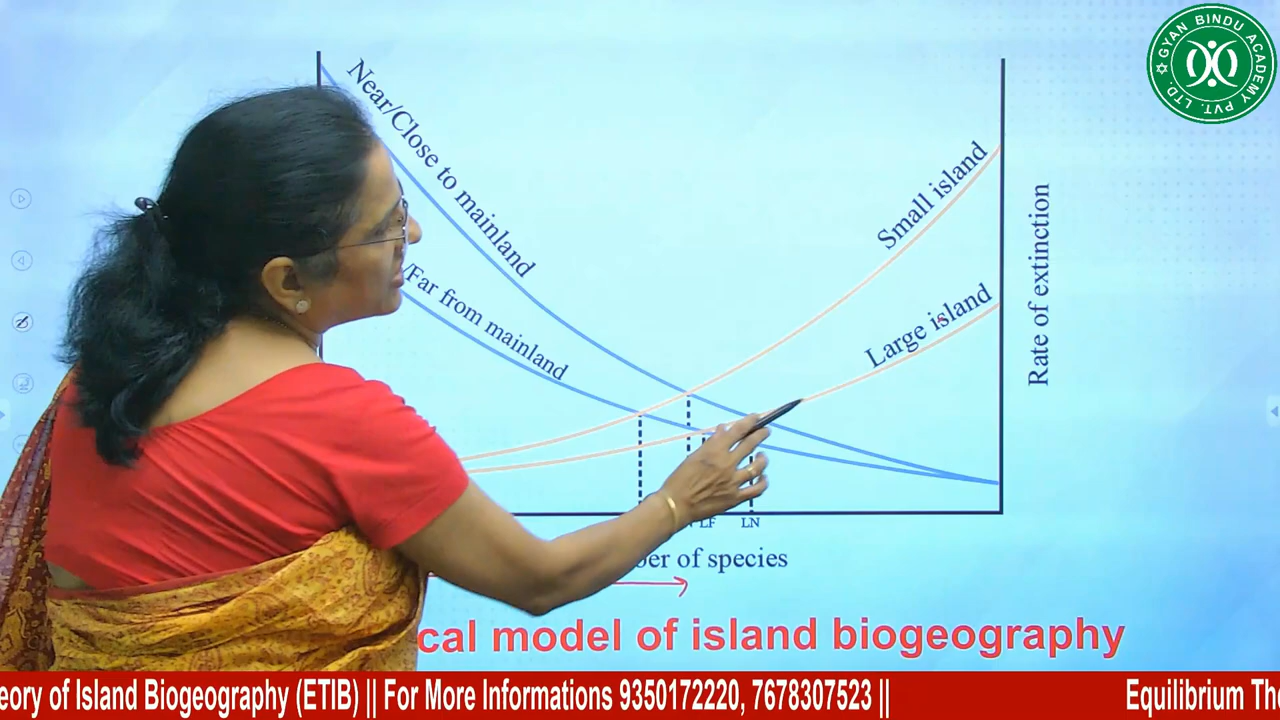 GYAN BINDU ACADEMY PVT. LTD.
Near/Close to mainland
/Far from mainland
Small island
Large island
Rate of extinction
LF
LN
ber of species
cal model of island biogeography
eory of Island Biogeography (ETIB) || For More Informations 9350172220, 7678307523 ||
Equilibrium The